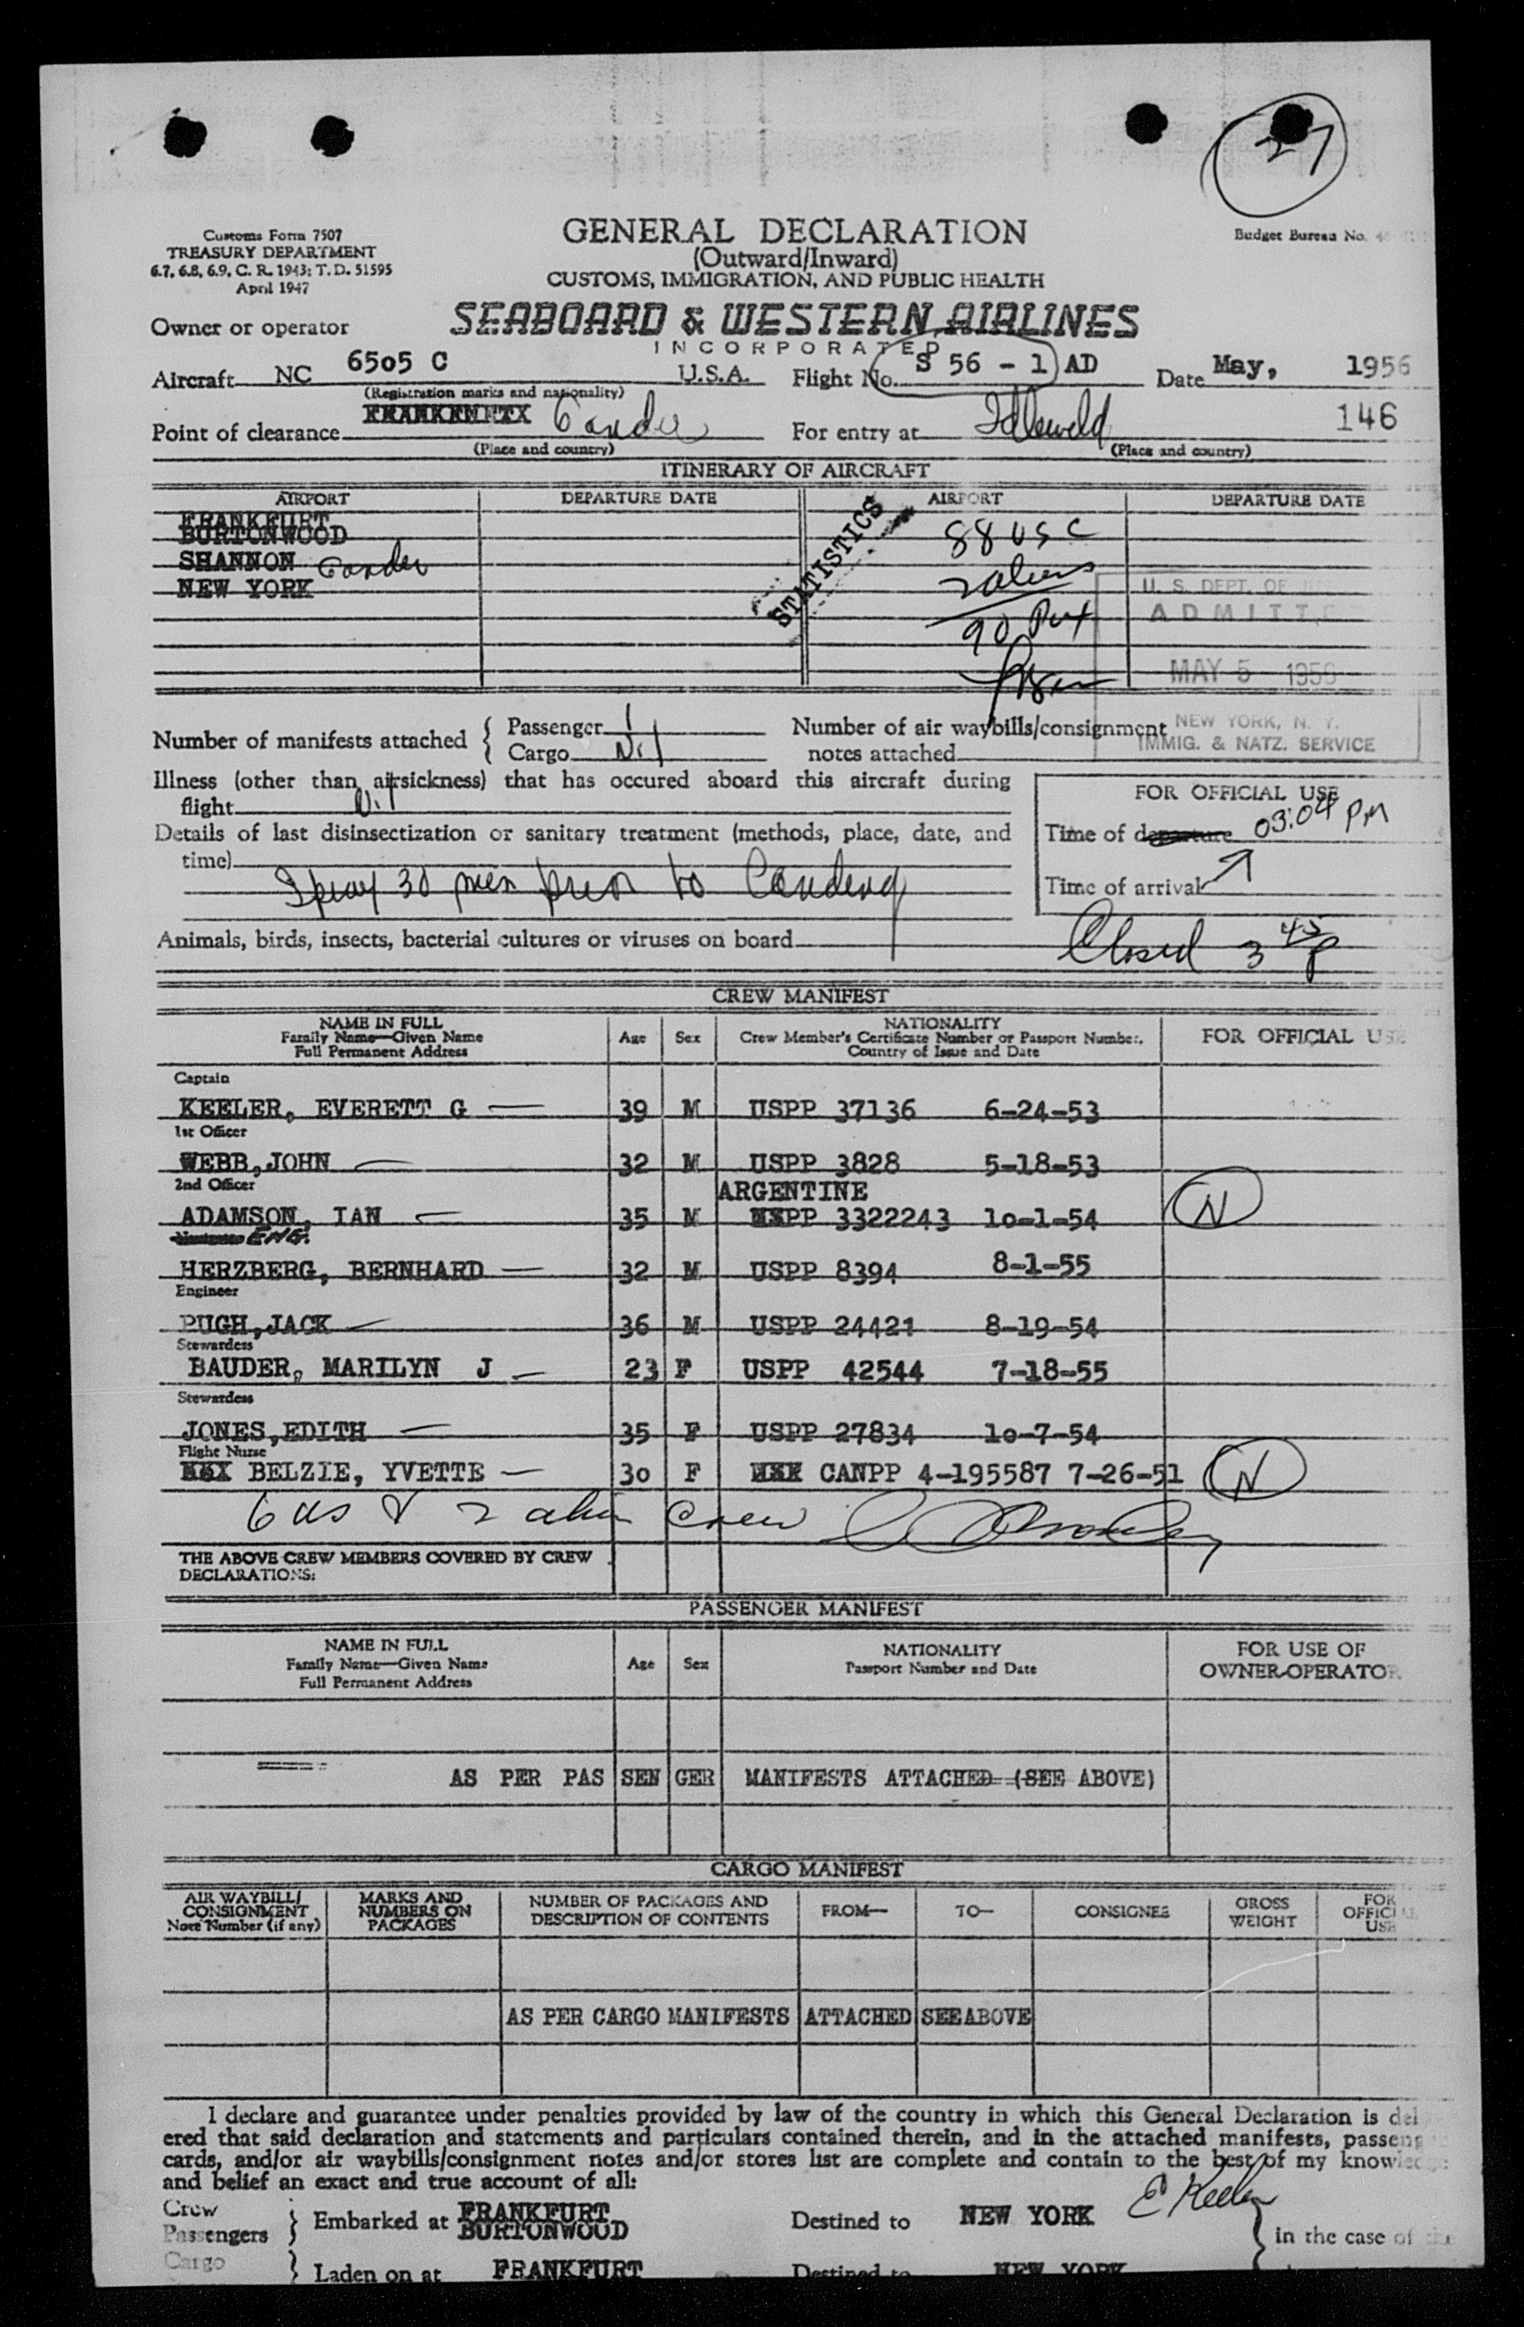 27
Customs Form 7507
TREASURY DEPARTMENT
6.7, 6.8, 6.9, C. R. 1943; T. D. 51595
April 1947
GENERAL DECLARATION
(Outward/Inward)
CUSTOMS, IMMIGRATION, AND PUBLIC HEALTH
Budget Bureau No.
Owner or operator SEABOARD & WESTERN AIRLINES
INCORPORATED
Aircraft NC 6505 C U.S.A. Flight No. S 56 - 1 AD Date May, 1956
(Registration marks and nationality)
Point of clearance Gander For entry at Idlewild 146
(Place and country) (Place and country)
ITINERARY OF AIRCRAFT
AIRPORT DEPARTURE DATE AIRPORT DEPARTURE DATE
FRANKFURT
BURTONWOOD
SHANNON Gander
NEW YORK
STATISTICS
88 USC
2 aliens
90 Pax
U. S. DEPT. OF
ADMITTE
MAY 5 1956
NEW YORK, N. Y.
IMMIG. & NATZ. SERVICE
Number of manifests attached { Passenger 1
Cargo Nil
Number of air waybills/consignment
notes attached
Illness (other than airsickness) that has occured aboard this aircraft during
flight Nil
Details of last disinsectization or sanitary treatment (methods, place, date, and
time)
Spray 30 min prior to Landing
Animals, birds, insects, bacterial cultures or viruses on board
FOR OFFICIAL USE
Time of departure 03:04 PM
Time of arrival
Closed 3 45 P
CREW MANIFEST
NAME IN FULL
Family Name—Given Name
Full Permanent Address
Age Sex
NATIONALITY
Crew Member's Certificate Number or Passport Number,
Country of Issue and Date
FOR OFFICIAL USE
Captain
KEELER, EVERETT G — 39 M USPP 37136 6-24-53
1st Officer
WEBB, JOHN — 32 M USPP 3828 5-18-53
2nd Officer
ARGENTINE
ADAMSON, IAN — 35 M PP 3322243 10-1-54 N
ENG.
HERZBERG, BERNHARD — 32 M USPP 8394 8-1-55
Engineer
PUGH, JACK — 36 M USPP 24421 8-19-54
Stewardess
BAUDER, MARILYN J — 23 F USPP 42544 7-18-55
Stewardess
JONES, EDITH — 35 F USPP 27834 10-7-54
Flight Nurse
BELZIE, YVETTE — 30 F CANPP 4-195587 7-26-51 N
6 US & 2 alien crew
THE ABOVE CREW MEMBERS COVERED BY CREW
DECLARATIONS:
PASSENGER MANIFEST
NAME IN FULL
Family Name—Given Name
Full Permanent Address
Age Sex
NATIONALITY
Passport Number and Date
FOR USE OF
OWNER-OPERATOR
AS PER PAS SEN GER MANIFESTS ATTACHED (SEE ABOVE)
CARGO MANIFEST
AIR WAYBILL/
CONSIGNMENT
Note Number (if any)
MARKS AND
NUMBERS ON
PACKAGES
NUMBER OF PACKAGES AND
DESCRIPTION OF CONTENTS
FROM— TO— CONSIGNEE
GROSS
WEIGHT
FOR
OFFICIAL
USE
AS PER CARGO MANIFESTS ATTACHED SEE ABOVE
I declare and guarantee under penalties provided by law of the country in which this General Declaration is del
ered that said declaration and statements and particulars contained therein, and in the attached manifests, passeng
cards, and/or air waybills/consignment notes and/or stores list are complete and contain to the best of my knowledge
and belief an exact and true account of all:
Crew
Passengers } Embarked at FRANKFURT
BURTONWOOD
Destined to NEW YORK E Keeler } in the case of the
Cargo } Laden on at FRANKFURT Destined to NEW YORK